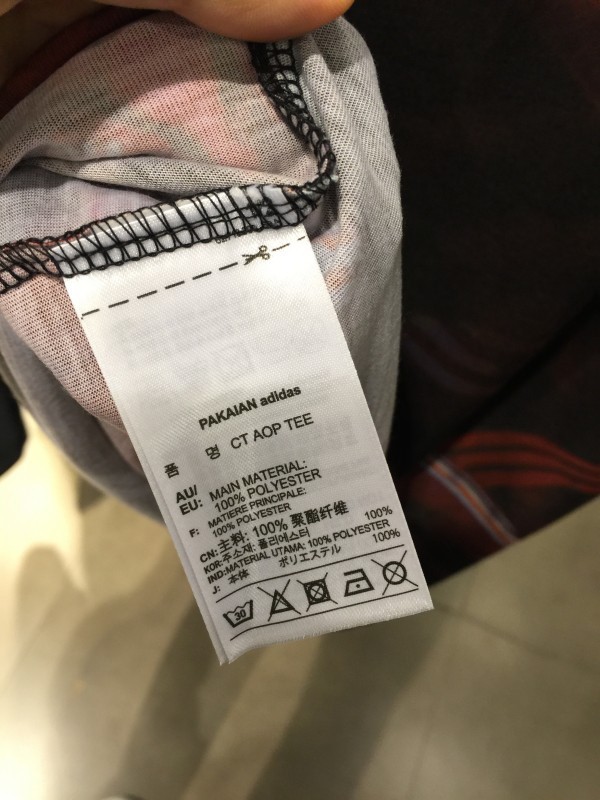 PAKAIAN adidas
품 명 CT AOP TEE
AU/ EU: MAIN MATERIAL:
100% POLYESTER
F: MATIERE PRINCIPALE:
100% POLYESTER
CN: 主料: 100% 聚酯纤维
KOR: 주소재: 폴리에스터 100%
IND: MATERIAL UTAMA: 100% POLYESTER
J: 本体 ポリエステル 100%
30